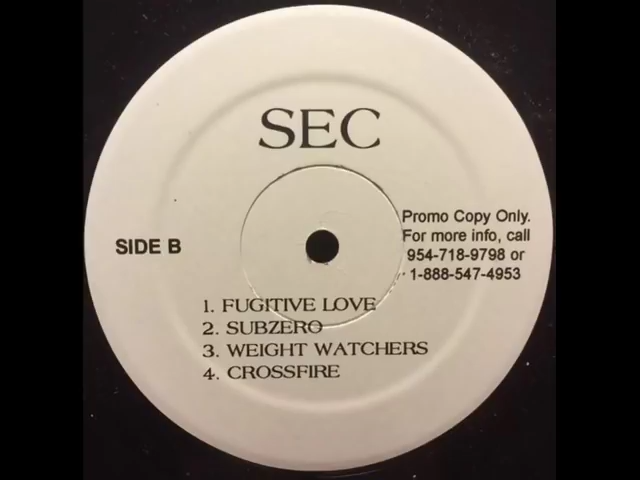 SEC
SIDE B
Promo Copy Only.
For more info, call
954-718-9798 or
1-888-547-4953
1. FUGITIVE LOVE
2. SUBZERO
3. WEIGHT WATCHERS
4. CROSSFIRE